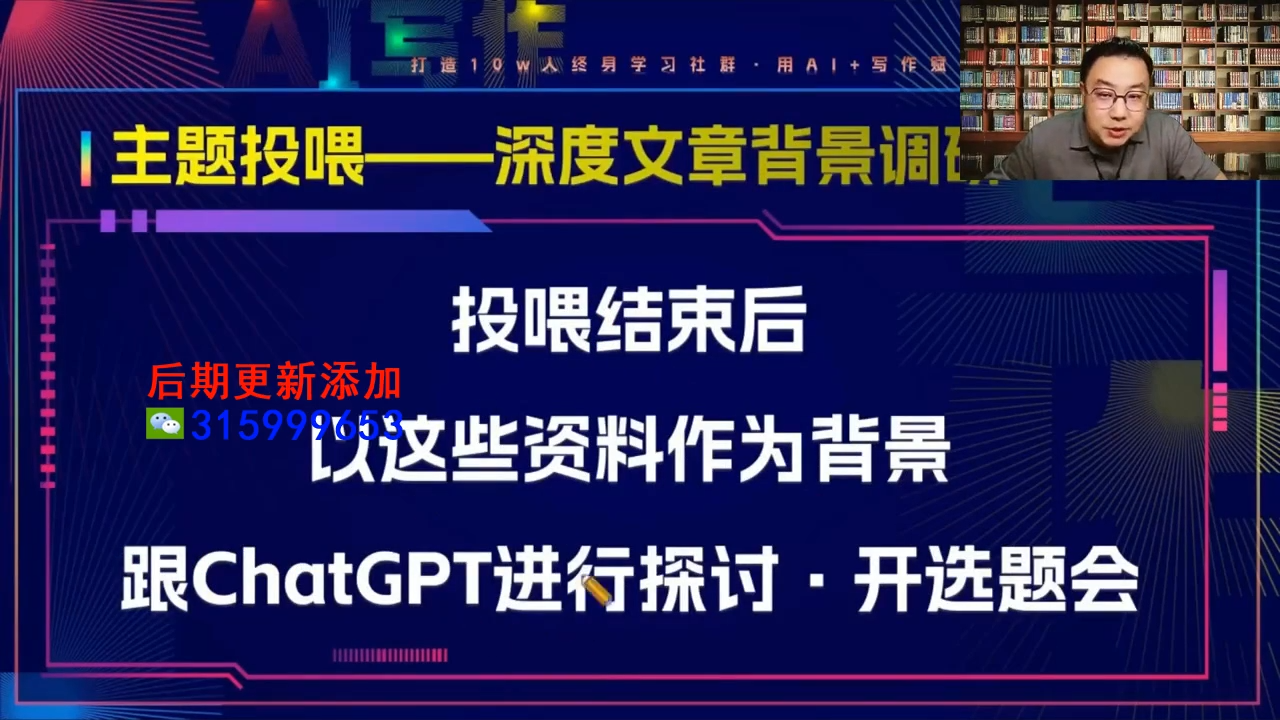 AI写作
打造10w人终身学习社群·用AI+写作赋
主题投喂——深度文章背景调研
投喂结束后
后期更新添加
315999653
以这些资料作为背景
跟ChatGPT进行探讨·开选题会